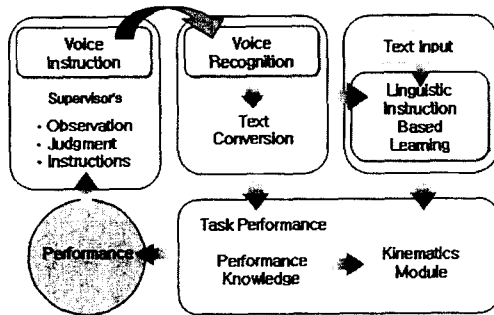 Voice
Instruction
Supervisor's
• Observation
• Judgment
• Instructions
Voice
Recognition
Text
Conversion
Text Input
Linguistic
Instruction
Based
Learning
Performance
Task Performance
Performance
Knowledge
Kinematics
Module